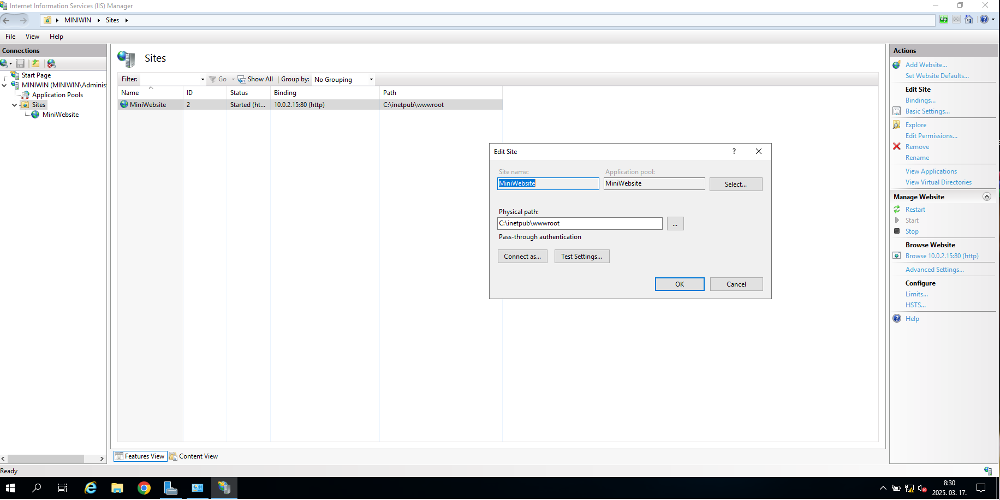 Internet Information Services (IIS) Manager
MINIWIN Sites
File View Help
Connections
Start Page
MINIWIN (MINIWIN\Adminis
Application Pools
Sites
MiniWebsite
Sites
Filter: Go Show All Group by: No Grouping
Name ID Status Binding Path
MiniWebsite 2 Started (ht... 10.0.2.15:80 (http) C:\inetpub\wwwroot
Edit Site ?
Site name: Application pool:
MiniWebsite MiniWebsite Select...
Physical path:
C:\inetpub\wwwroot ...
Pass-through authentication
Connect as... Test Settings...
OK Cancel
Actions
Add Website...
Set Website Defaults...
Edit Site
Bindings...
Basic Settings...
Explore
Edit Permissions...
Remove
Rename
View Applications
View Virtual Directories
Manage Website
Restart
Start
Stop
Browse Website
Browse 10.0.2.15:80 (http)
Advanced Settings...
Configure
Limits...
HSTS...
Help
Features View Content View
Ready
8:30
2025. 03. 17.